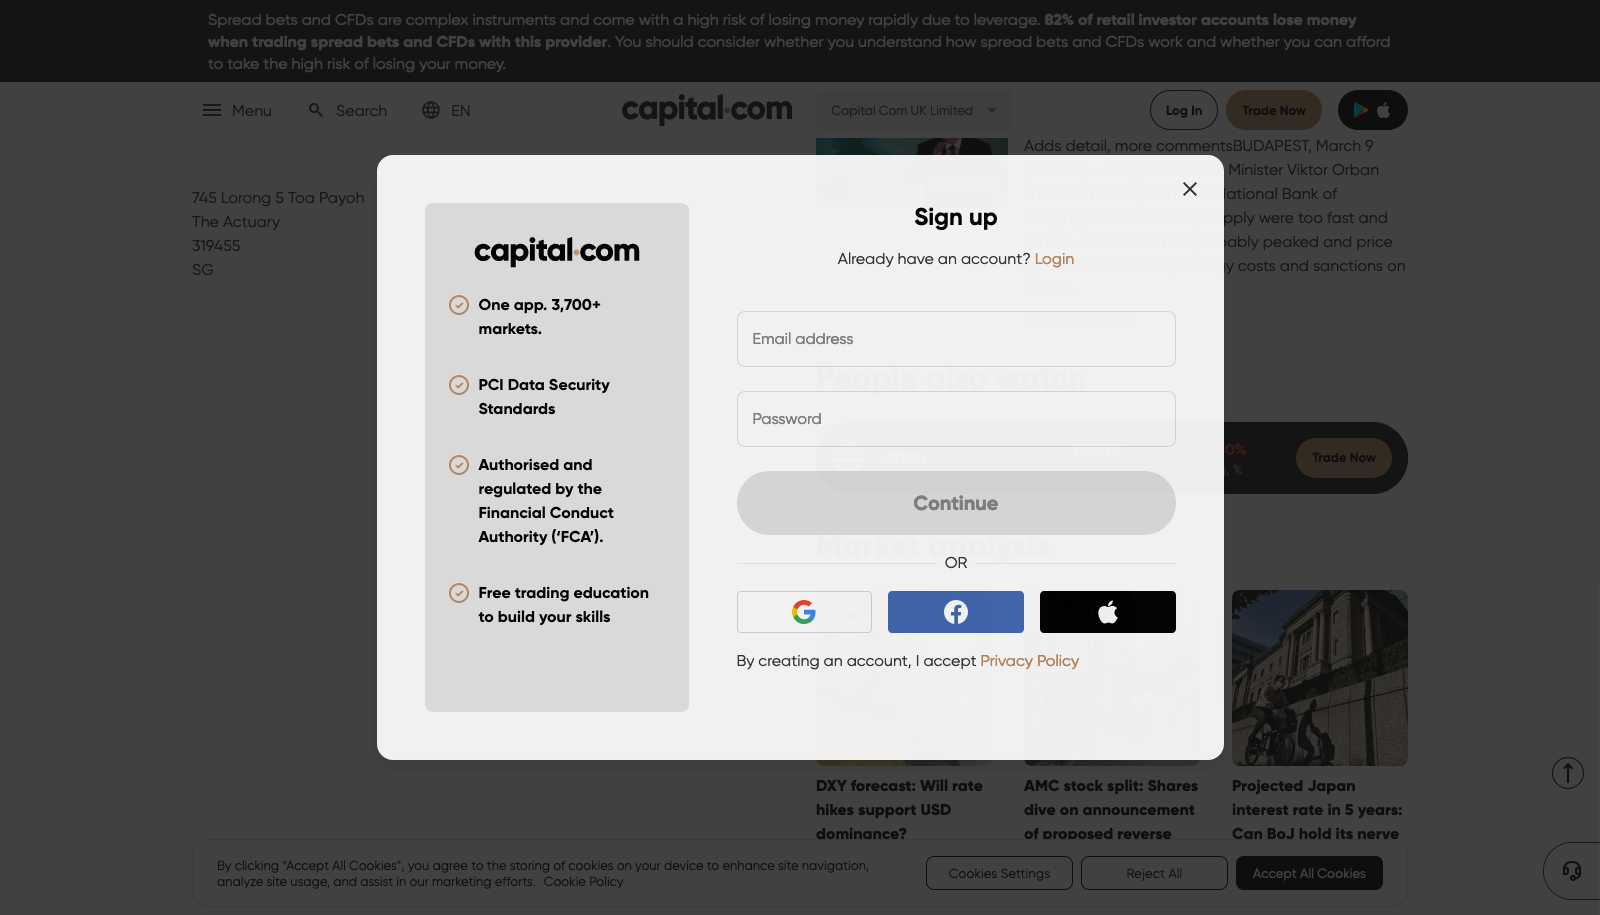 Spread bets and CFDs are complex instruments and come with a high risk of losing money rapidly due to leverage. 82% of retail investor accounts lose money
when trading spread bets and CFDs with this provider. You should consider whether you understand how spread bets and CFDs work and whether you can afford
to take the high risk of losing your money.
Menu
Search
EN
capital.com
Capital Com UK Limited
Log In
Trade Now
745 Lorong 5 Toa Payoh
The Actuary
319455
SG
Adds detail, more commentsBUDAPEST, March 9
Minister Viktor Orban
National Bank of
supply were too fast and
probably peaked and price
energy costs and sanctions on
capital.com
One app. 3,700+
markets.
PCI Data Security
Standards
Authorised and
regulated by the
Financial Conduct
Authority (‘FCA’).
Free trading education
to build your skills
Sign up
Already have an account? Login
Email address
People also watch
Password
Trade Now
Continue
Market analysis
OR
By creating an account, I accept Privacy Policy
DXY forecast: Will rate
hikes support USD
dominance?
AMC stock split: Shares
dive on announcement
of proposed reverse
Projected Japan
interest rate in 5 years:
Can BoJ hold its nerve
By clicking “Accept All Cookies”, you agree to the storing of cookies on your device to enhance site navigation,
analyze site usage, and assist in our marketing efforts. Cookie Policy
Cookies Settings
Reject All
Accept All Cookies